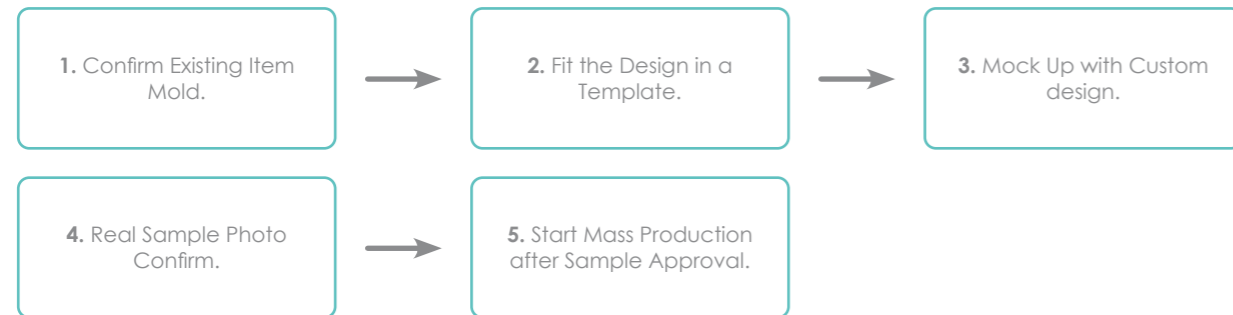 1. Confirm Existing Item
Mold.
2. Fit the Design in a
Template.
3. Mock Up with Custom
design.
4. Real Sample Photo
Confirm.
5. Start Mass Production
after Sample Approval.